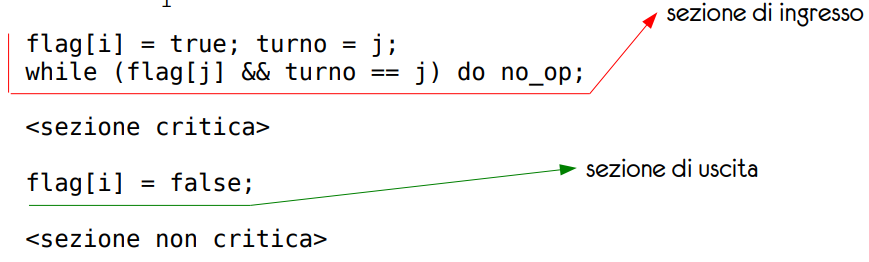 sezione di ingresso
flag[i] = true; turno = j;
while (flag[j] && turno == j) do no_op;
<sezione critica>
sezione di uscita
flag[i] = false;
<sezione non critica>